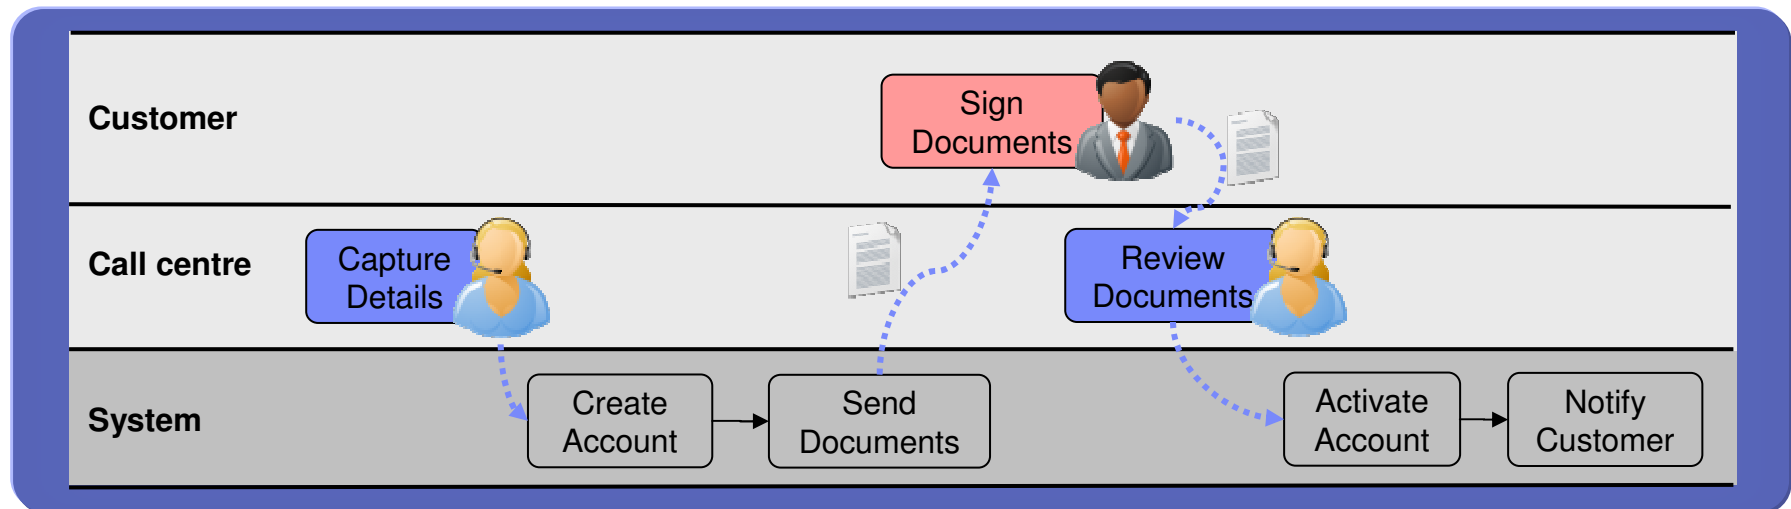 Customer
Sign
Documents
Call centre
Capture
Details
Review
Documents
System
Create
Account
Send
Documents
Activate
Account
Notify
Customer